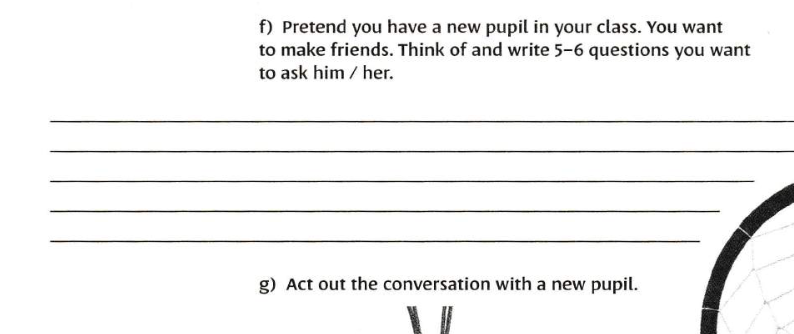 f) Pretend you have a new pupil in your class. You want
to make friends. Think of and write 5–6 questions you want
to ask him / her.
g) Act out the conversation with a new pupil.